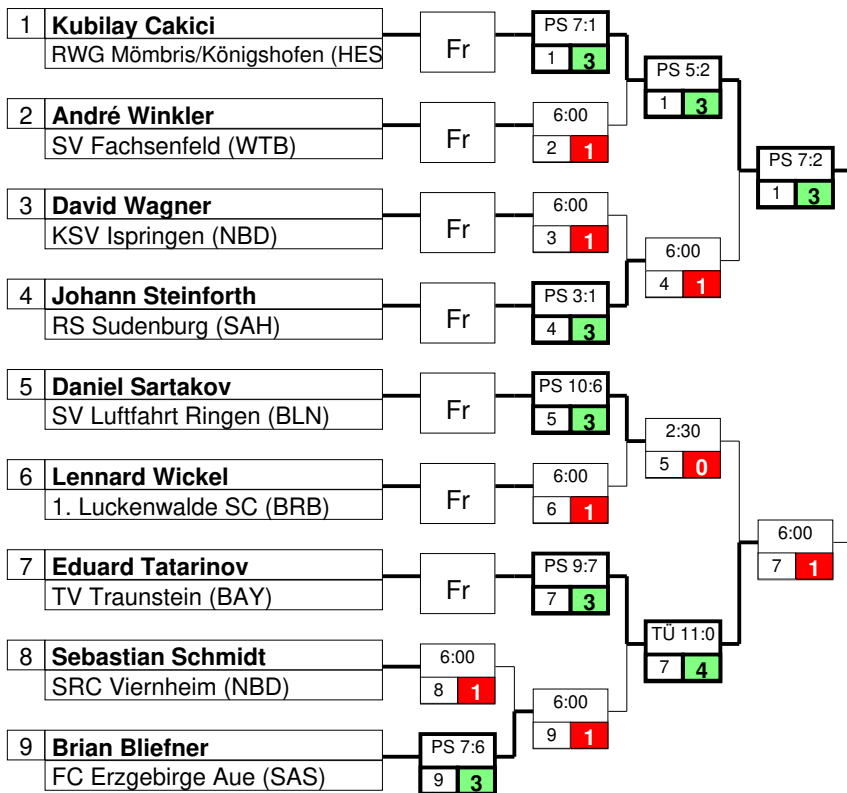 1 Kubilay Cakici
RWG Mömbris/Königshofen (HES
Fr
PS 7:1
1 3
PS 5:2
1 3
2 André Winkler
SV Fachsenfeld (WTB)
Fr
6:00
2 1
PS 7:2
1 3
3 David Wagner
KSV Ispringen (NBD)
Fr
6:00
3 1
6:00
4 1
4 Johann Steinforth
RS Sudenburg (SAH)
Fr
PS 3:1
4 3
5 Daniel Sartakov
SV Luftfahrt Ringen (BLN)
Fr
PS 10:6
5 3
2:30
5 0
6 Lennard Wickel
1. Luckenwalde SC (BRB)
Fr
6:00
6 1
6:00
7 1
7 Eduard Tatarinov
TV Traunstein (BAY)
Fr
PS 9:7
7 3
TÜ 11:0
7 4
8 Sebastian Schmidt
SRC Viernheim (NBD)
6:00
8 1
6:00
9 1
9 Brian Bliefner
FC Erzgebirge Aue (SAS)
PS 7:6
9 3